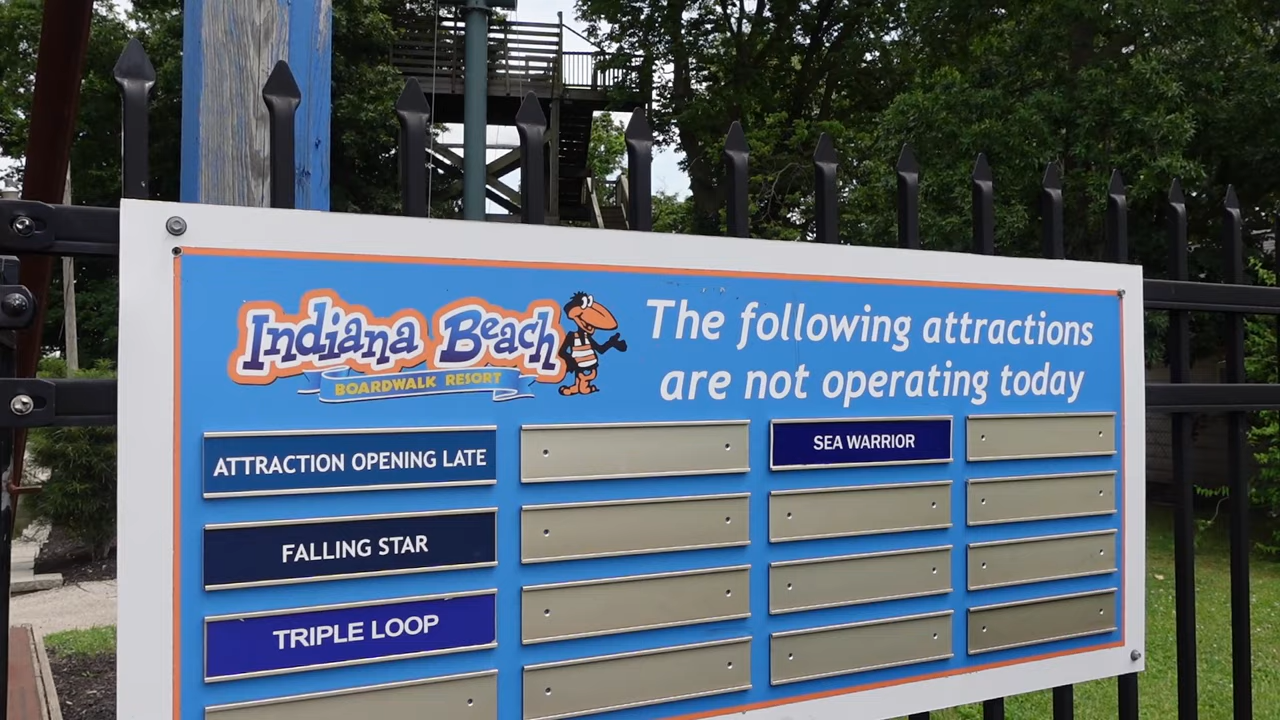 Indiana Beach
BOARDWALK RESORT
The following attractions
are not operating today
ATTRACTION OPENING LATE
FALLING STAR
TRIPLE LOOP
SEA WARRIOR